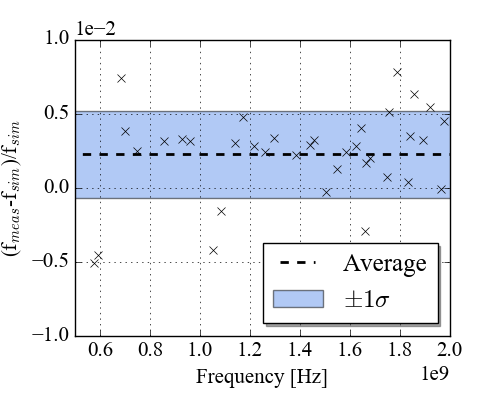 1e−2
1.0
0.5
0.0
−0.5
−1.0
(f_meas-f_sim)/f_sim
Average
±1σ
0.6 0.8 1.0 1.2 1.4 1.6 1.8 2.0
1e9
Frequency [Hz]